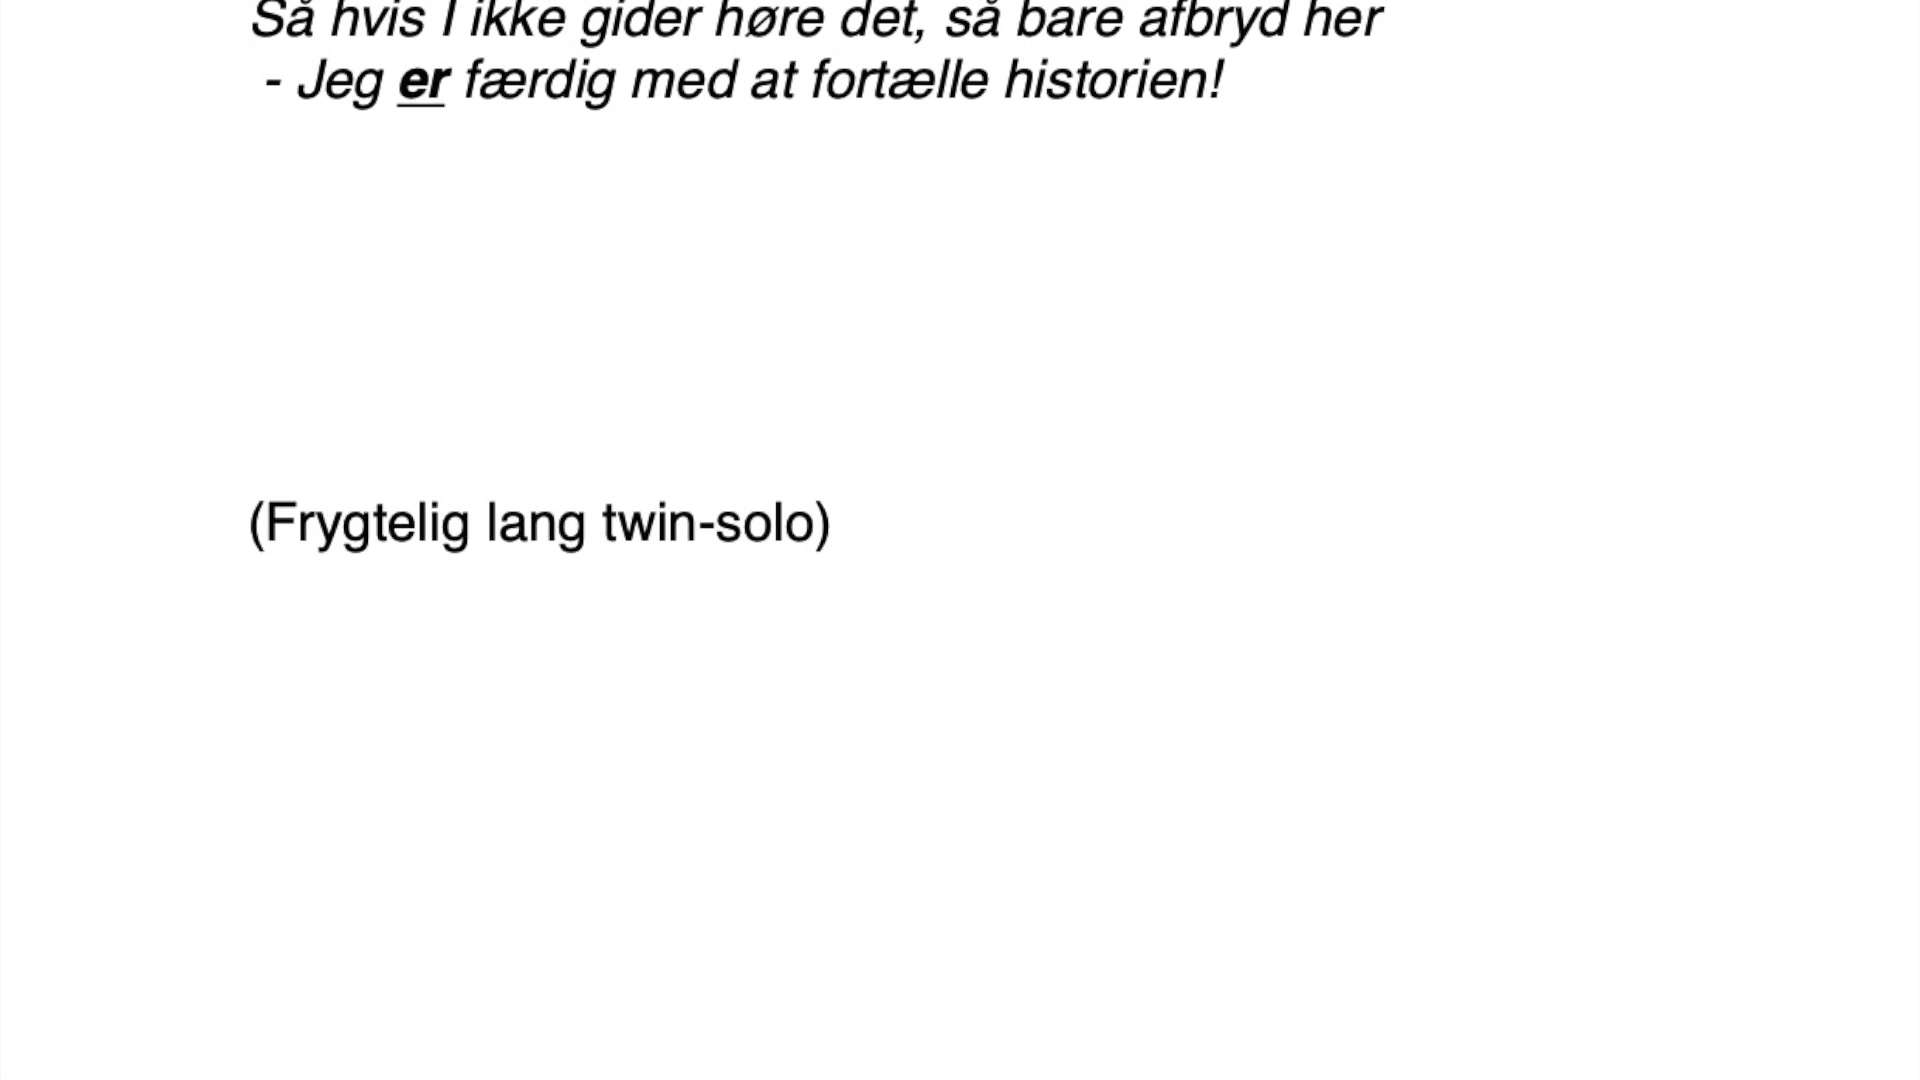 Så hvis I ikke gider høre det, så bare afbryd her
- Jeg er færdig med at fortælle historien!
(Frygtelig lang twin-solo)